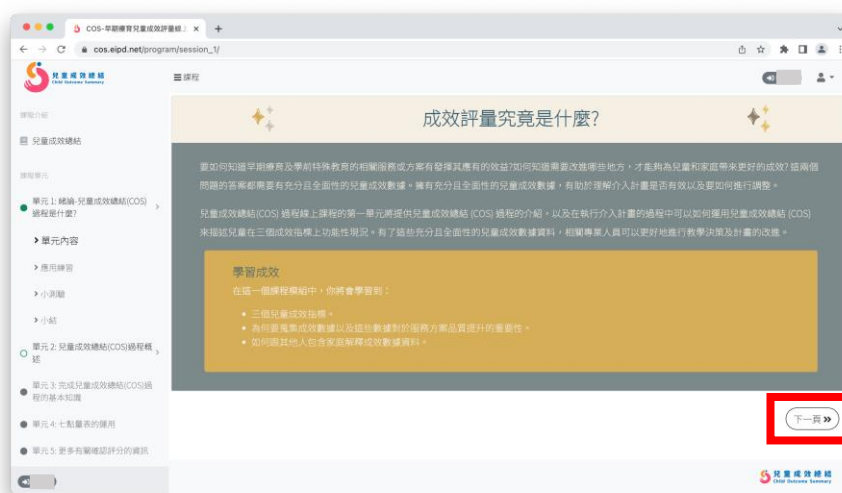 COS-早期療育兒童成效評量線上
cos.eipd.net/program/session_1/
兒童成效總結
Child Outcome Summary
課程
課程介紹
兒童成效總結
課程單元
單元 1: 緒論-兒童成效總結(COS)
過程是什麼?
單元內容
應用練習
小測驗
小結
單元 2: 兒童成效總結(COS)過程概
述
單元 3: 完成兒童成效總結(COS)過
程的基本知識
單元 4: 七點量表的運用
單元 5: 更多有關確認評分的資訊
成效評量究竟是什麼?
要如何知道早期療育及學前特殊教育的相關服務或方案有發揮其應有的效益?如何知道需要改進哪些地方，才能夠為兒童和家庭帶來更好的成效? 這兩個
問題的答案都需要有充分且全面性的兒童成效數據。擁有充分且全面性的兒童成效數據，有助於理解介入計畫是否有效以及要如何進行調整。
兒童成效總結(COS) 過程線上課程的第一單元將提供兒童成效總結 (COS) 過程的介紹，以及在執行介入計畫的過程中可以如何運用兒童成效總結 (COS)
來描述兒童在三個成效指標上功能性現況。有了這些充分且全面性的兒童成效數據資料，相關專業人員可以更好地進行教學決策及計畫的改進。
學習成效
在這一個課程模組中，你將會學習到：
三個兒童成效指標。
為何要蒐集成效數據以及這些數據對於服務方案品質提升的重要性。
如何跟其他人包含家庭解釋成效數據資料。
下一頁
兒童成效總結
Child Outcome Summary